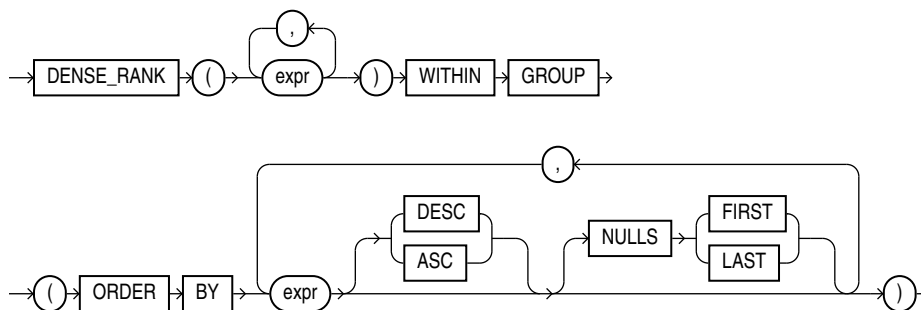 ,
DENSE_RANK ( expr ) WITHIN GROUP
,
DESC FIRST
NULLS
ASC LAST
( ORDER BY expr )